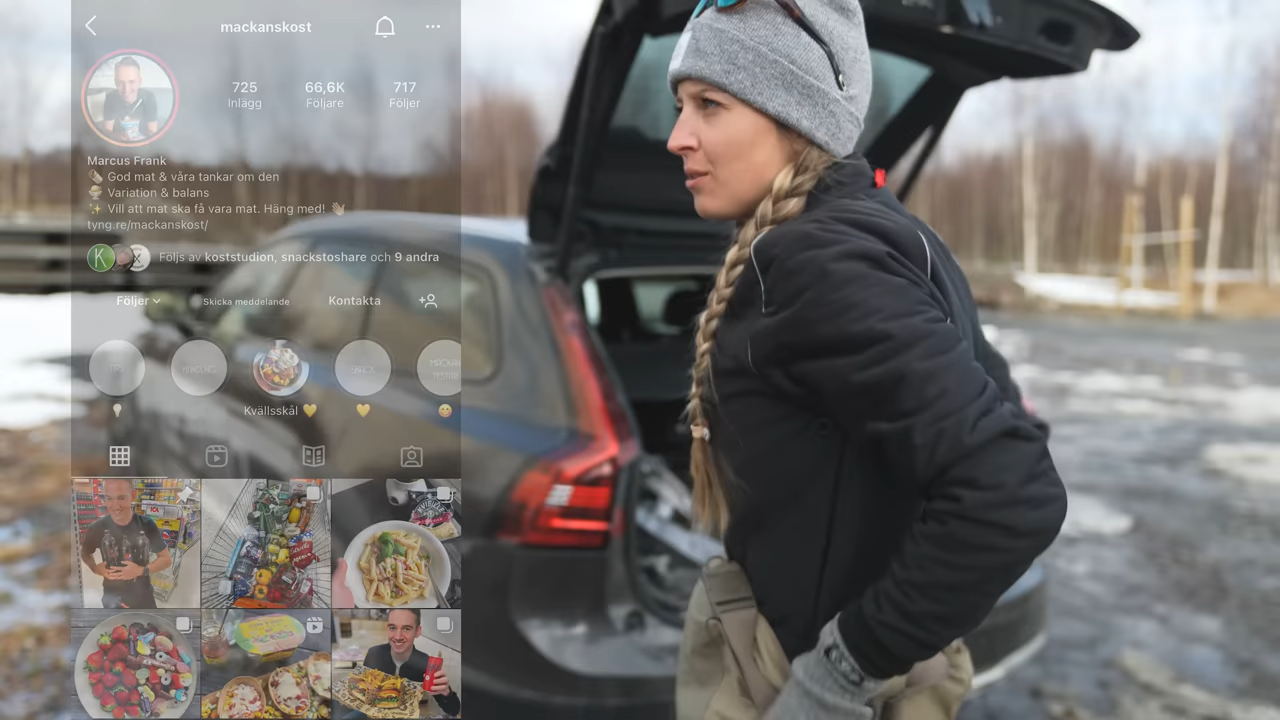 mackanskost
725
66,6K
717
Inlägg
Följare
Följer
Marcus Frank
God mat & våra tankar om den
Variation & balans
Vill att mat ska få vara mat. Häng med!
tyng.re/mackanskost/
K
Följs av koststudion, snackstoshare och 9 andra
Följer
Skicka meddelande
Kontakta
Kvällsskål